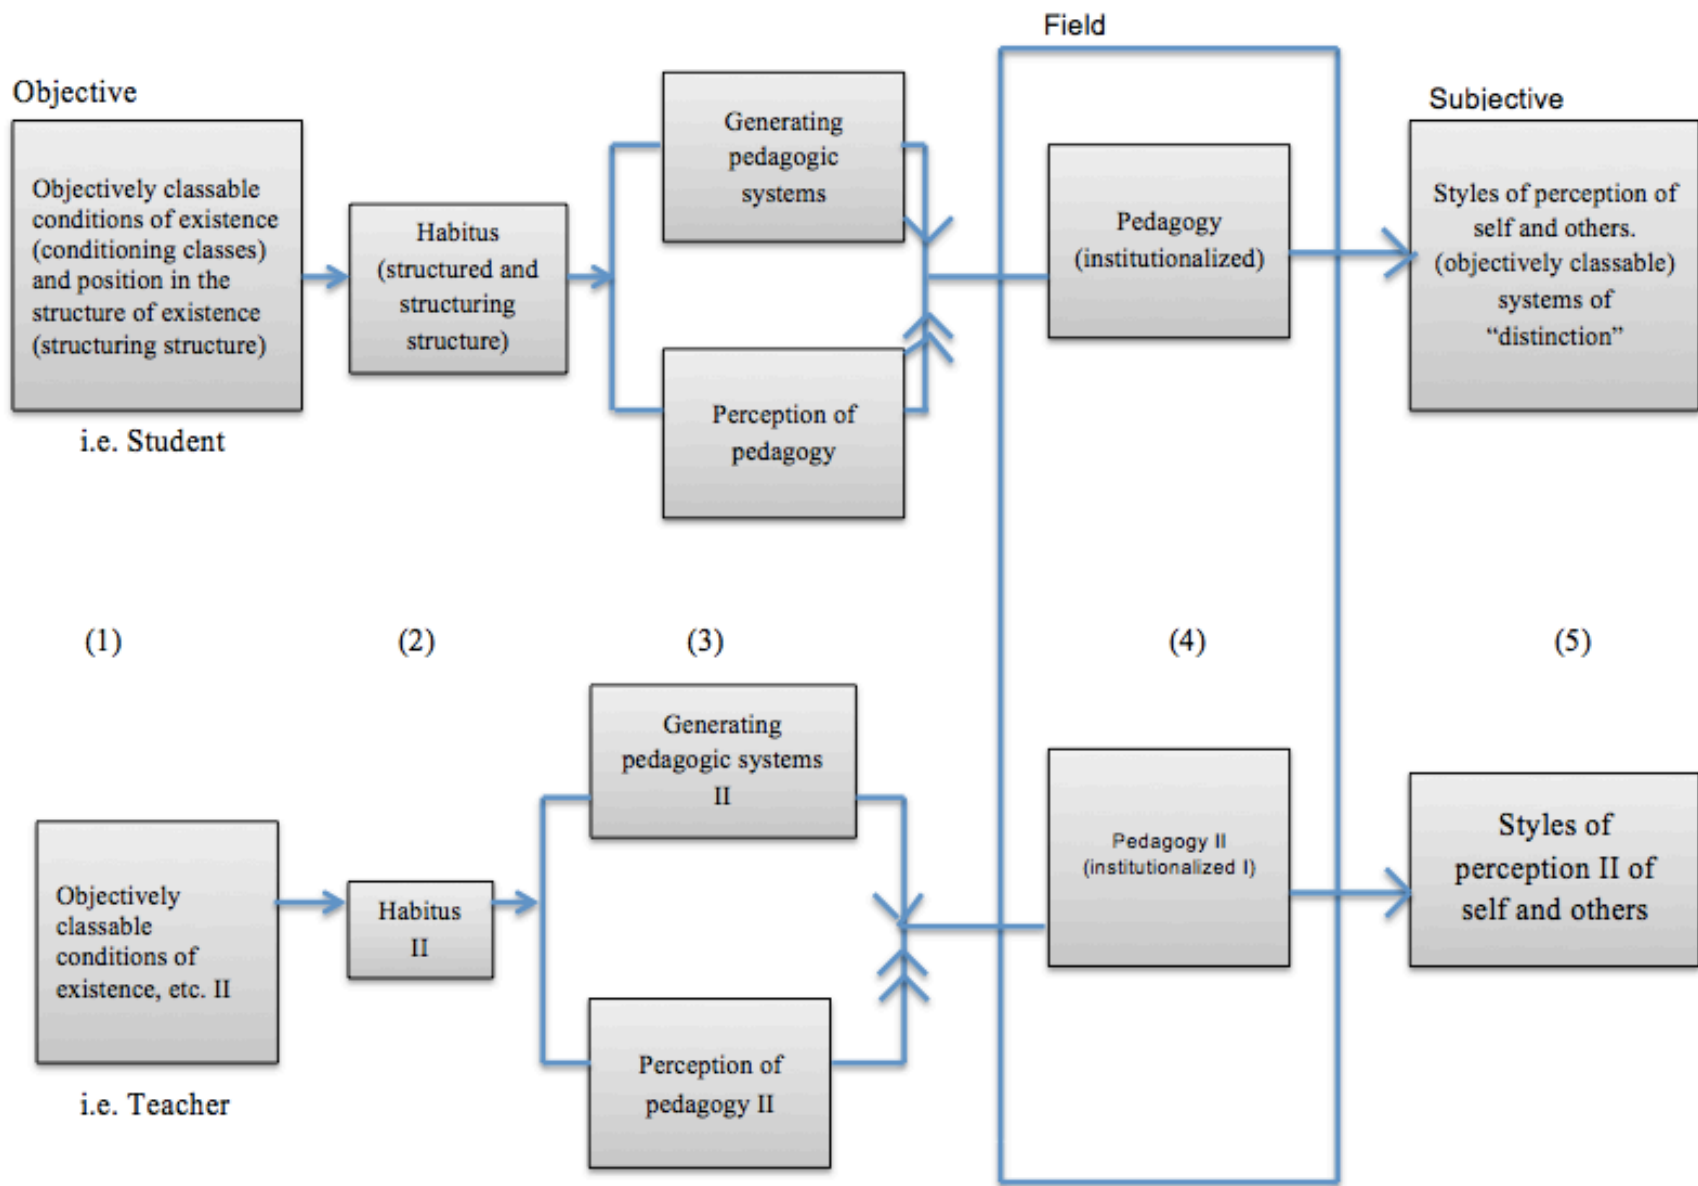 Field
Objective
Subjective
Objectively classable
conditions of existence
(conditioning classes)
and position in the
structure of existence
(structuring structure)
i.e. Student
Habitus
(structured and
structuring
structure)
Generating
pedagogic
systems
Perception of
pedagogy
Pedagogy
(institutionalized)
Styles of perception of
self and others.
(objectively classable)
systems of
“distinction”
(1)
(2)
(3)
(4)
(5)
Objectively
classable
conditions of
existence, etc. II
i.e. Teacher
Habitus
II
Generating
pedagogic systems
II
Perception of
pedagogy II
Pedagogy II
(institutionalized I)
Styles of
perception II of
self and others